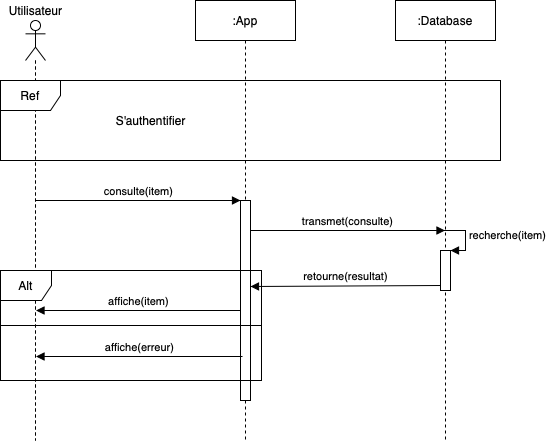 Utilisateur
:App
:Database
Ref
S'authentifier
consulte(item)
transmet(consulte)
recherche(item)
retourne(resultat)
Alt
affiche(item)
affiche(erreur)